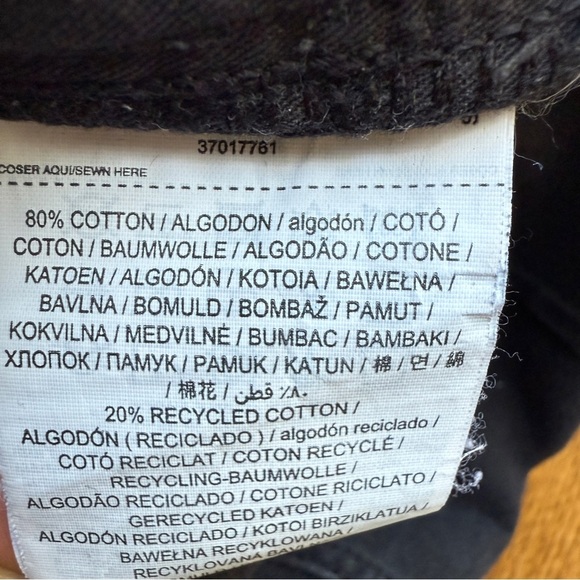 37017761
COSER AQUI/SEWN HERE
80% COTTON / ALGODON / algodón / COTÓ /
COTON / BAUMWOLLE / ALGODÃO / COTONE /
KATOEN / ALGODÓN / KOTOIA / BAWEŁNA /
BAVLNA / BOMULD / BOMBAŽ / PAMUT /
KOKVILNA / MEDVILNĖ / BUMBAC / BAMBAKI /
ХЛОПОК / ПАМУК / PAMUK / KATUN / 棉 / 면 / 綿
/ 棉花 / ٨٠٪ قطن
20% RECYCLED COTTON /
ALGODÓN ( RECICLADO ) / algodón reciclado /
COTÓ RECICLAT / COTON RECYCLÉ /
RECYCLING-BAUMWOLLE /
ALGODÃO RECICLADO / COTONE RICICLATO /
GERECYCLED KATOEN /
ALGODÓN RECICLADO / KOTOI BIRZIKLATUA /
BAWEŁNA RECYKLOWANA /
RECYKLOVANÁ BAVLNA